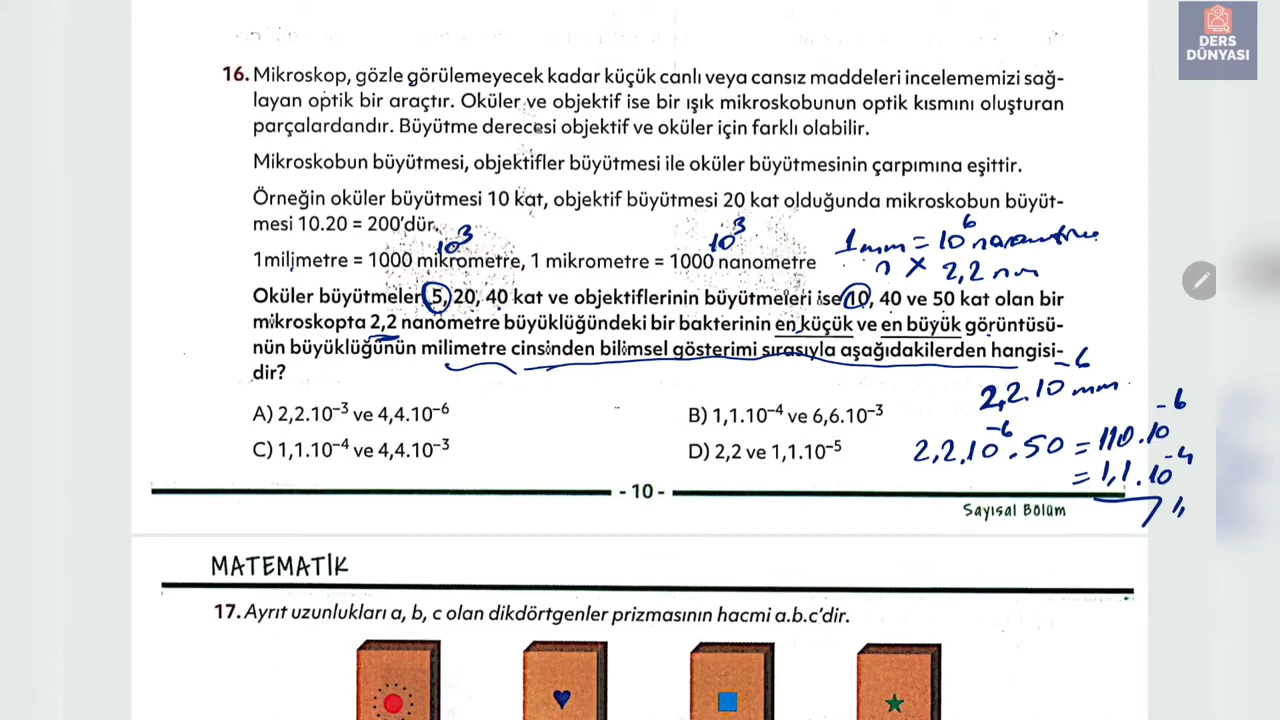 DERS
DÜNYASI
16. Mikroskop, gözle görülemeyecek kadar küçük canlı veya cansız maddeleri incelememizi sağ-
layan optik bir araçtır. Oküler ve objektif ise bir ışık mikroskobunun optik kısmını oluşturan
parçalardandır. Büyütme derecesi objektif ve oküler için farklı olabilir.
Mikroskobun büyütmesi, objektifler büyütmesi ile oküler büyütmesinin çarpımına eşittir.
Örneğin oküler büyütmesi 10 kat, objektif büyütmesi 20 kat olduğunda mikroskobun büyüt-
mesi 10.20 = 200'dür.
10³ 10³
1 mm = 10⁶ nanometre
1milimetre = 1000 mikrometre, 1 mikrometre = 1000 nanometre
? × 2,2 nm
Oküler büyütmeleri 5, 20, 40 kat ve objektiflerinin büyütmeleri ise 10, 40 ve 50 kat olan bir
mikroskopta 2,2 nanometre büyüklüğündeki bir bakterinin en küçük ve en büyük görüntüsü-
nün büyüklüğünün milimetre cinsinden bilimsel gösterimi sırasıyla aşağıdakilerden hangisi-
dir?
2,2.10⁻⁶ mm
A) 2,2.10⁻³ ve 4,4.10⁻⁶ B) 1,1.10⁻⁴ ve 6,6.10⁻³
C) 1,1.10⁻⁴ ve 4,4.10⁻³ D) 2,2 ve 1,1.10⁻⁵
2,2.10⁻⁶.50 = 110.10⁻⁶
= 1,1.10⁻⁴
- 10 -
Sayısal Bölüm
MATEMATİK
17. Ayrıt uzunlukları a, b, c olan dikdörtgenler prizmasının hacmi a.b.c'dir.